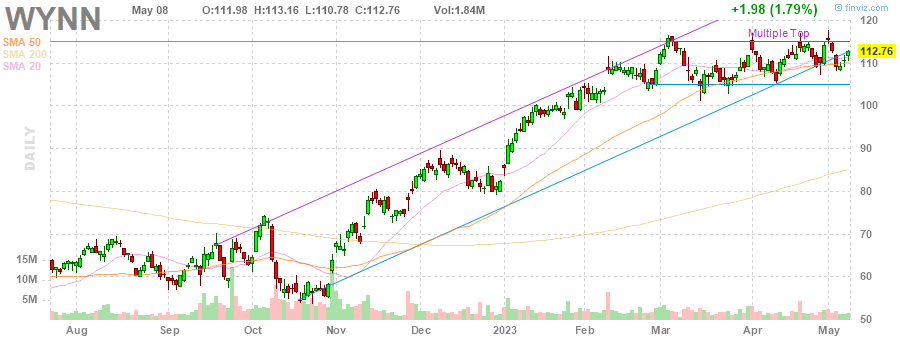 WYNN May 08 O:111.98 H:113.16 L:110.78 C:112.76 Vol:1.84M +1.98 (1.79%) © finviz.com
SMA 50
SMA 200
SMA 20
DAILY
Multiple Top
120
112.76
110
100
90
80
70
60
50
15M
10M
5M
Aug Sep Oct Nov Dec 2023 Feb Mar Apr May